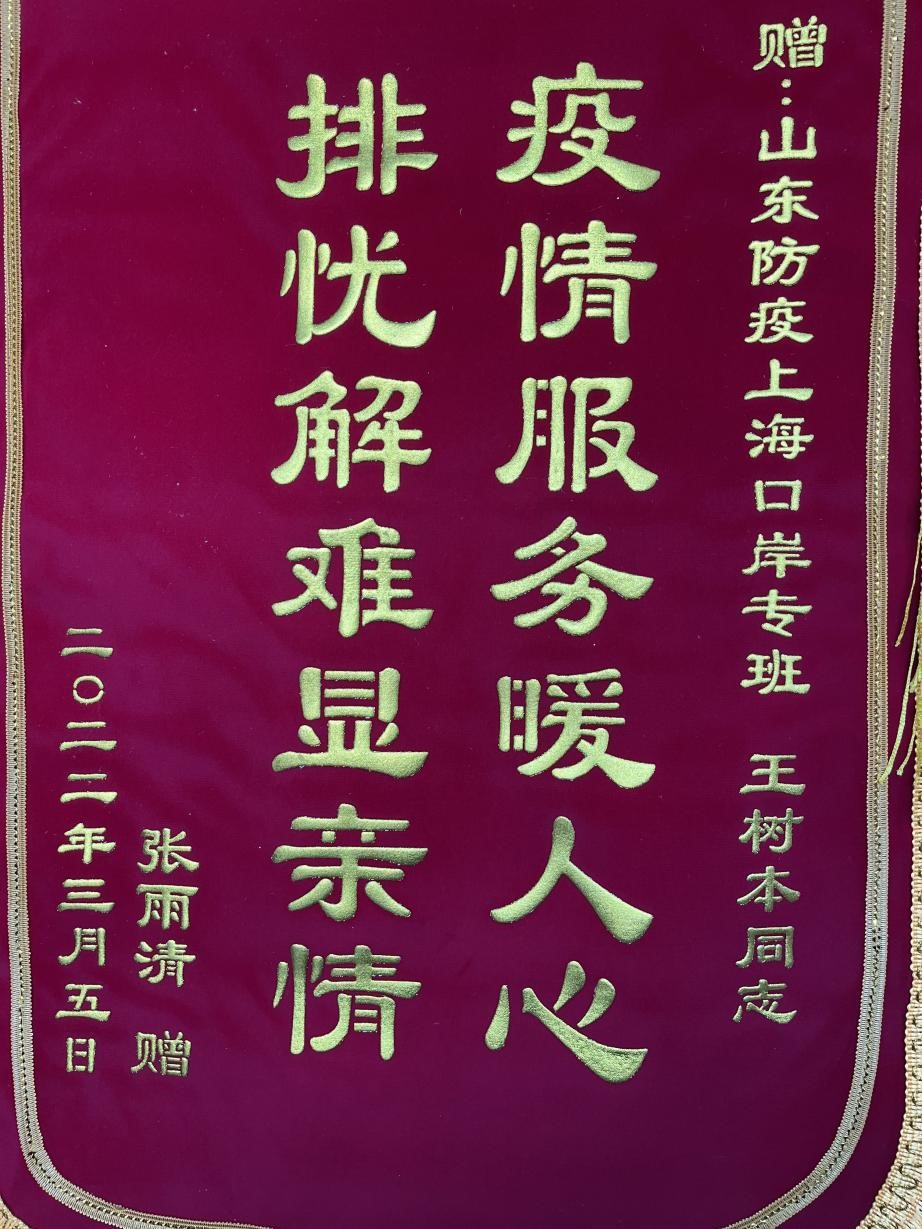 赠:山东防疫上海口岸专班 王树本同志
疫情服务暖人心
排忧解难显亲情
张雨清 赠
二〇二二年三月五日